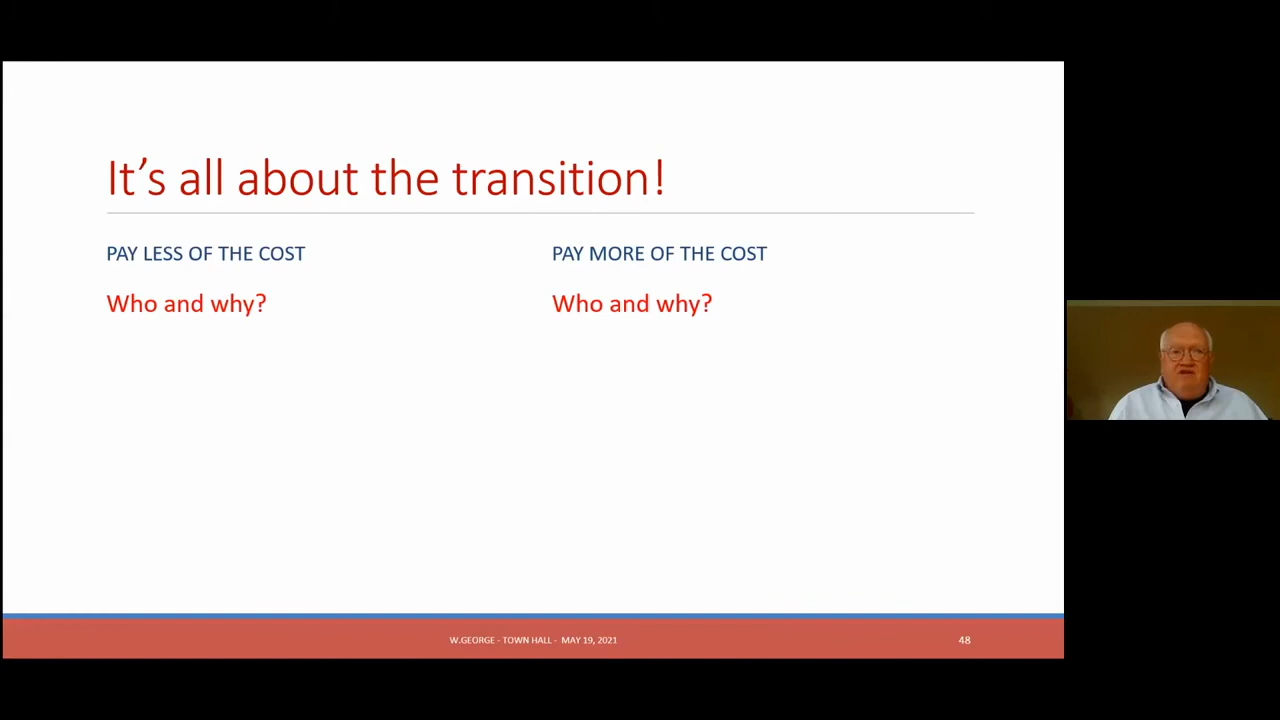 It’s all about the transition!
PAY LESS OF THE COST
Who and why?
PAY MORE OF THE COST
Who and why?
W.GEORGE - TOWN HALL - MAY 19, 2021
48